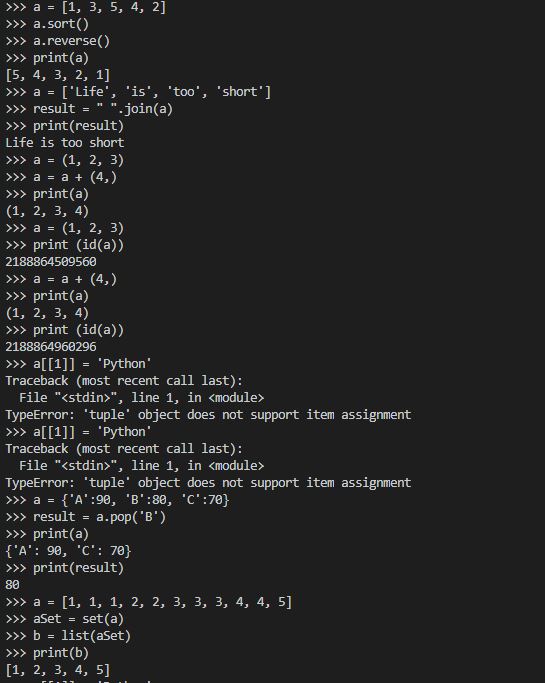 >>> a = [1, 3, 5, 4, 2]
>>> a.sort()
>>> a.reverse()
>>> print(a)
[5, 4, 3, 2, 1]
>>> a = ['Life', 'is', 'too', 'short']
>>> result = " ".join(a)
>>> print(result)
Life is too short
>>> a = (1, 2, 3)
>>> a = a + (4,)
>>> print(a)
(1, 2, 3, 4)
>>> a = (1, 2, 3)
>>> print (id(a))
2188864509560
>>> a = a + (4,)
>>> print(a)
(1, 2, 3, 4)
>>> print (id(a))
2188864960296
>>> a[[1]] = 'Python'
Traceback (most recent call last):
  File "<stdin>", line 1, in <module>
TypeError: 'tuple' object does not support item assignment
>>> a[[1]] = 'Python'
Traceback (most recent call last):
  File "<stdin>", line 1, in <module>
TypeError: 'tuple' object does not support item assignment
>>> a = {'A':90, 'B':80, 'C':70}
>>> result = a.pop('B')
>>> print(a)
{'A': 90, 'C': 70}
>>> print(result)
80
>>> a = [1, 1, 1, 2, 2, 3, 3, 3, 4, 4, 5]
>>> aSet = set(a)
>>> b = list(aSet)
>>> print(b)
[1, 2, 3, 4, 5]